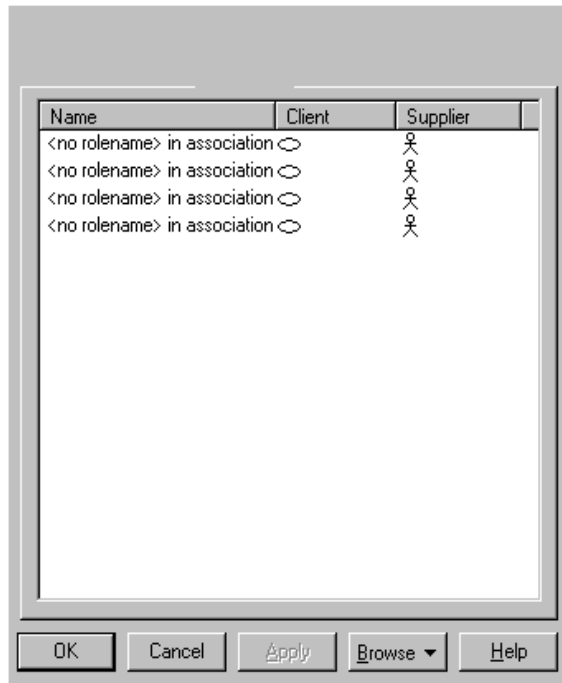 Name Client Supplier
<no rolename> in association
<no rolename> in association
<no rolename> in association
<no rolename> in association
OK Cancel Apply Browse Help